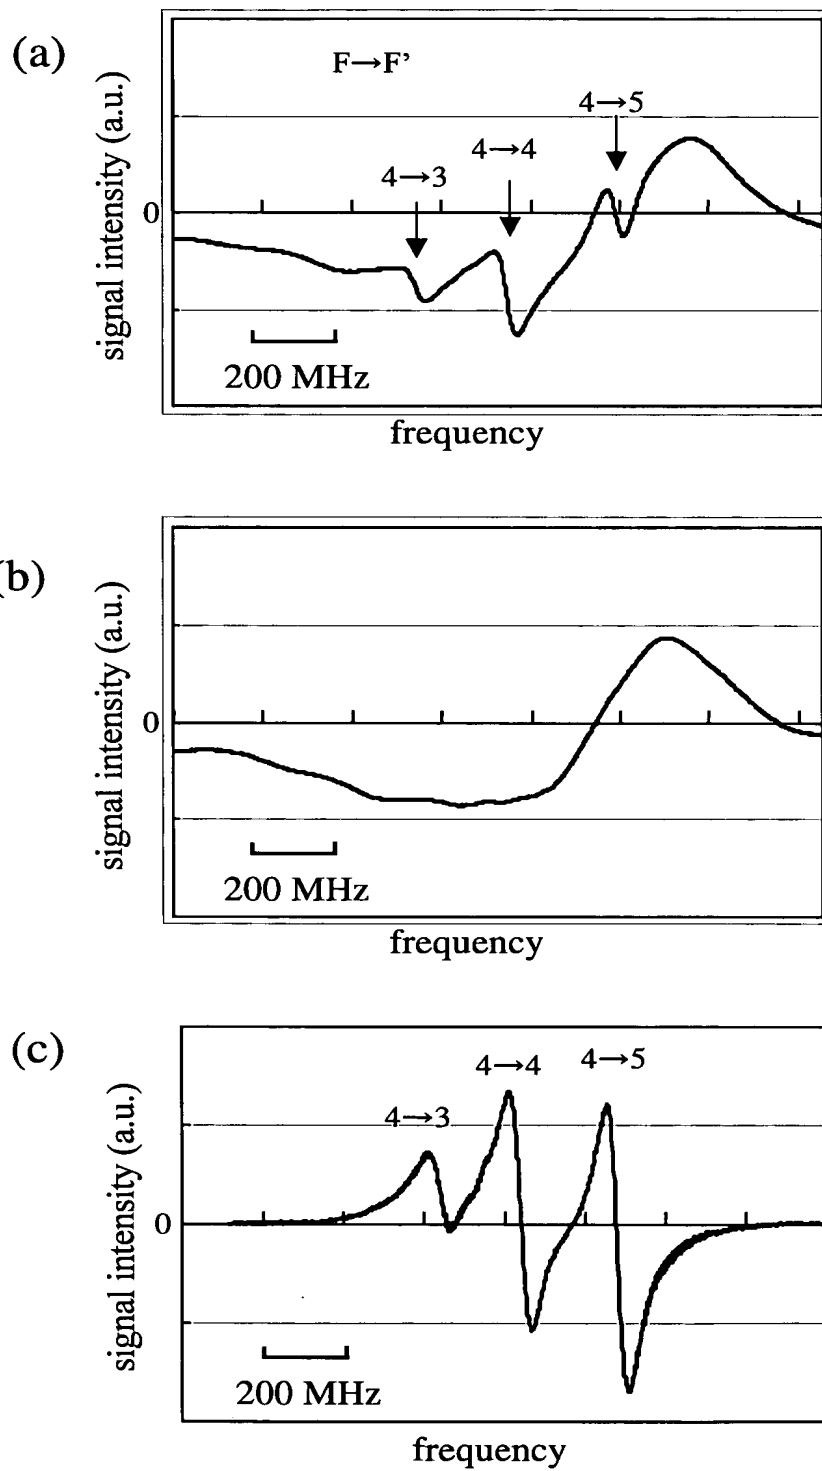 (a)
F→F’
4→5
4→4
4→3
0
signal intensity (a.u.)
200 MHz
frequency
(b)
0
signal intensity (a.u.)
200 MHz
frequency
(c)
4→4
4→5
4→3
0
signal intensity (a.u.)
200 MHz
frequency